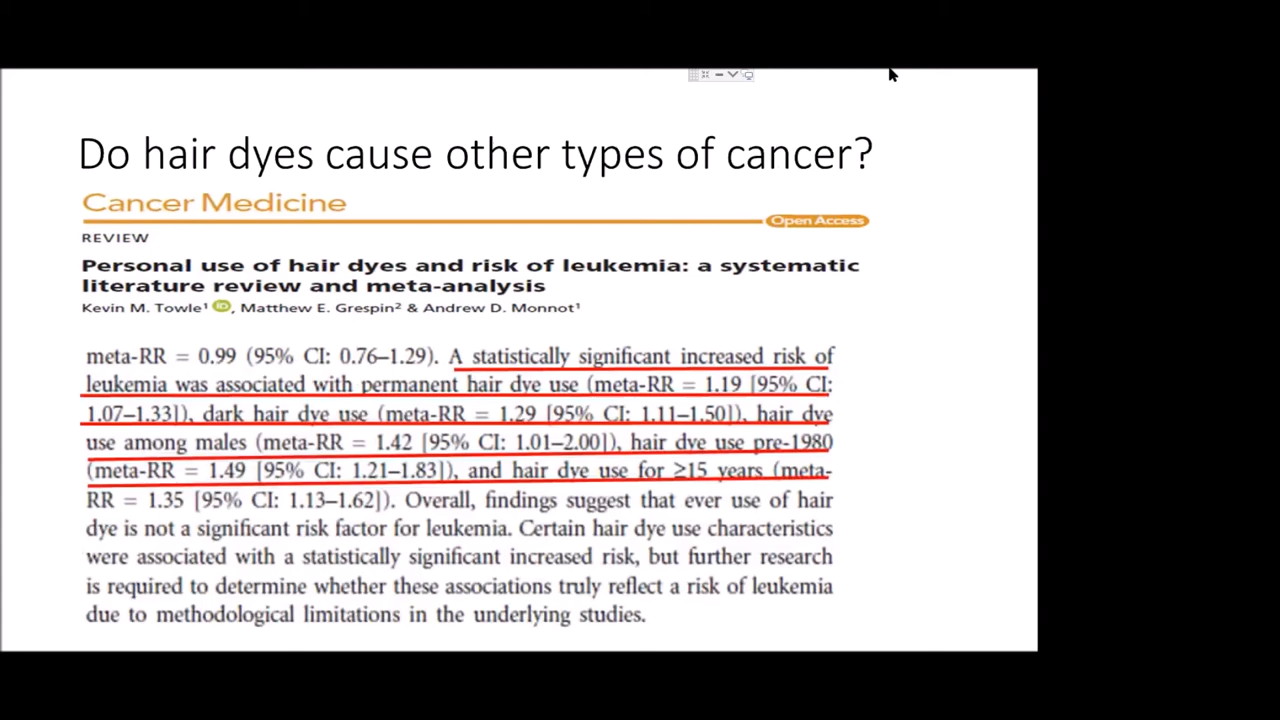 Do hair dyes cause other types of cancer?
Cancer Medicine
Open Access
REVIEW
Personal use of hair dyes and risk of leukemia: a systematic
literature review and meta-analysis
Kevin M. Towle¹ iD, Matthew E. Grespin² & Andrew D. Monnot¹
meta-RR = 0.99 (95% CI: 0.76–1.29). A statistically significant increased risk of
leukemia was associated with permanent hair dye use (meta-RR = 1.19 [95% CI:
1.07–1.33]), dark hair dye use (meta-RR = 1.29 [95% CI: 1.11–1.50]), hair dye
use among males (meta-RR = 1.42 [95% CI: 1.01–2.00]), hair dye use pre-1980
(meta-RR = 1.49 [95% CI: 1.21–1.83]), and hair dye use for ≥15 years (meta-
RR = 1.35 [95% CI: 1.13–1.62]). Overall, findings suggest that ever use of hair
dye is not a significant risk factor for leukemia. Certain hair dye use characteristics
were associated with a statistically significant increased risk, but further research
is required to determine whether these associations truly reflect a risk of leukemia
due to methodological limitations in the underlying studies.